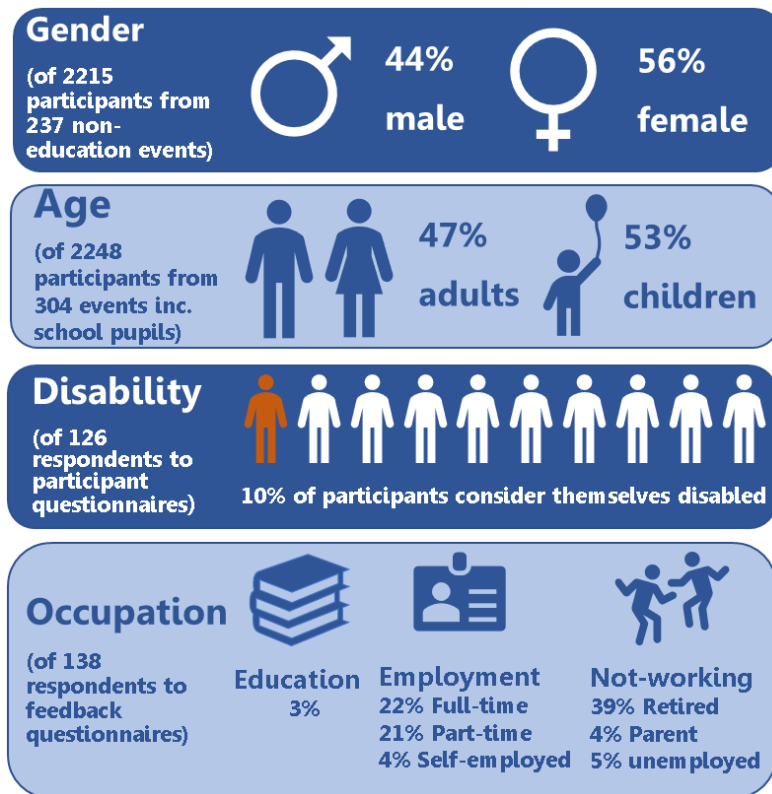 Gender
(of 2215
participants from
237 non-
education events)
44%
male
56%
female
Age
(of 2248
participants from
304 events inc.
school pupils)
47%
adults
53%
children
Disability
(of 126
respondents to
participant
questionnaires)
10% of participants consider themselves disabled
Occupation
(of 138
respondents to
feedback
questionnaires)
Education
3%
Employment
22% Full-time
21% Part-time
4% Self-employed
Not-working
39% Retired
4% Parent
5% unemployed